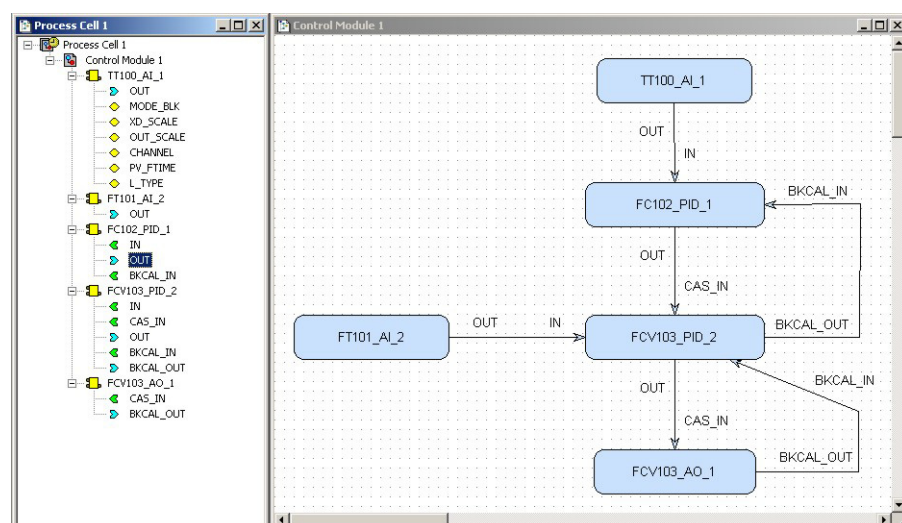 Process Cell 1
Process Cell 1
Control Module 1
TT100_AI_1
OUT
MODE_BLK
XD_SCALE
OUT_SCALE
CHANNEL
PV_FTIME
L_TYPE
FT101_AI_2
OUT
FC102_PID_1
IN
OUT
BKCAL_IN
FCV103_PID_2
IN
CAS_IN
OUT
BKCAL_IN
BKCAL_OUT
FCV103_AO_1
CAS_IN
BKCAL_OUT
Control Module 1
TT100_AI_1
OUT
IN
BKCAL_IN
FC102_PID_1
OUT
CAS_IN
OUT IN
BKCAL_OUT
FT101_AI_2
FCV103_PID_2
BKCAL_IN
OUT
CAS_IN
BKCAL_OUT
FCV103_AO_1